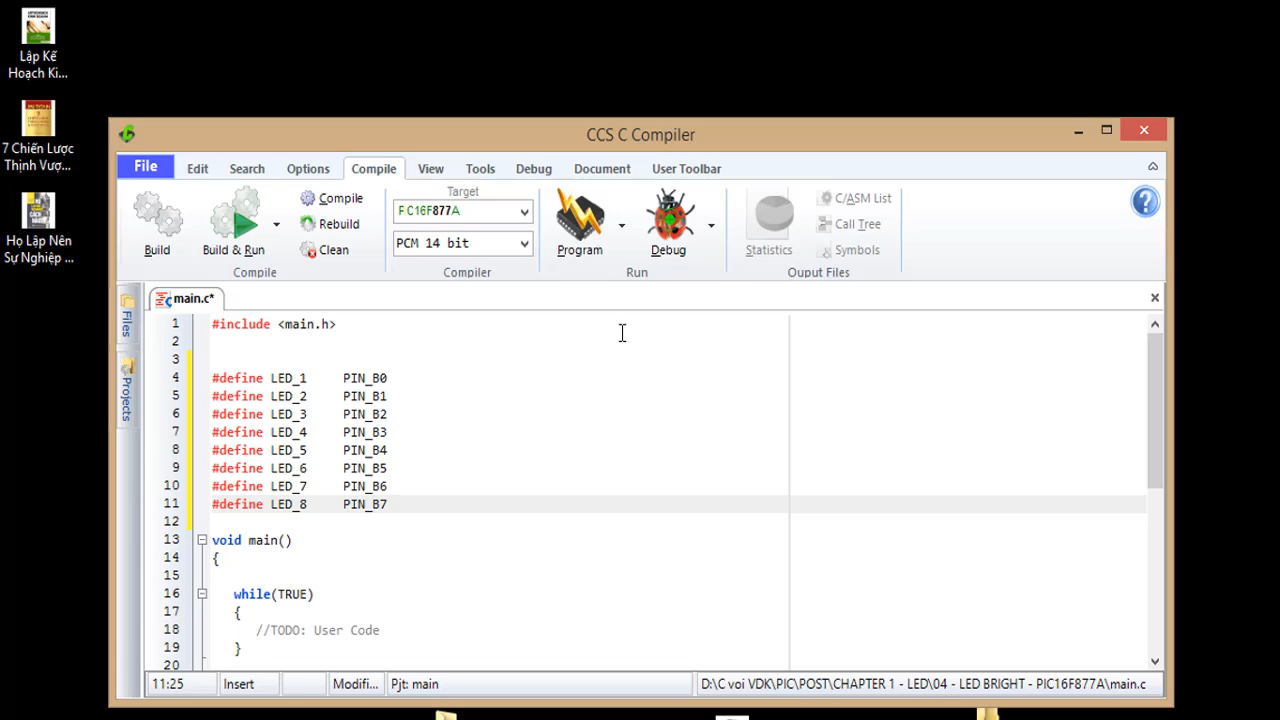 Lập Kế
Hoạch Ki...
7 Chiến Lược
Thịnh Vượ...
Họ Lập Nên
Sự Nghiệp ...
CCS C Compiler
File Edit Search Options Compile View Tools Debug Document User Toolbar
Build
Build & Run
Compile
Rebuild
Clean
Compile
Target
PIC16F877A
PCM 14 bit
Compiler
Program
Debug
Run
Statistics
C/ASM List
Call Tree
Symbols
Ouput Files
Files
Projects
main.c*
1 #include <main.h>
2
3
4 #define LED_1 PIN_B0
5 #define LED_2 PIN_B1
6 #define LED_3 PIN_B2
7 #define LED_4 PIN_B3
8 #define LED_5 PIN_B4
9 #define LED_6 PIN_B5
10 #define LED_7 PIN_B6
11 #define LED_8 PIN_B7
12
13 void main()
14 {
15
16 while(TRUE)
17 {
18 //TODO: User Code
19 }
20
11:25 Insert Modifi... Pjt: main D:\C voi VDK\PIC\POST\CHAPTER 1 - LED\04 - LED BRIGHT - PIC16F877A\main.c